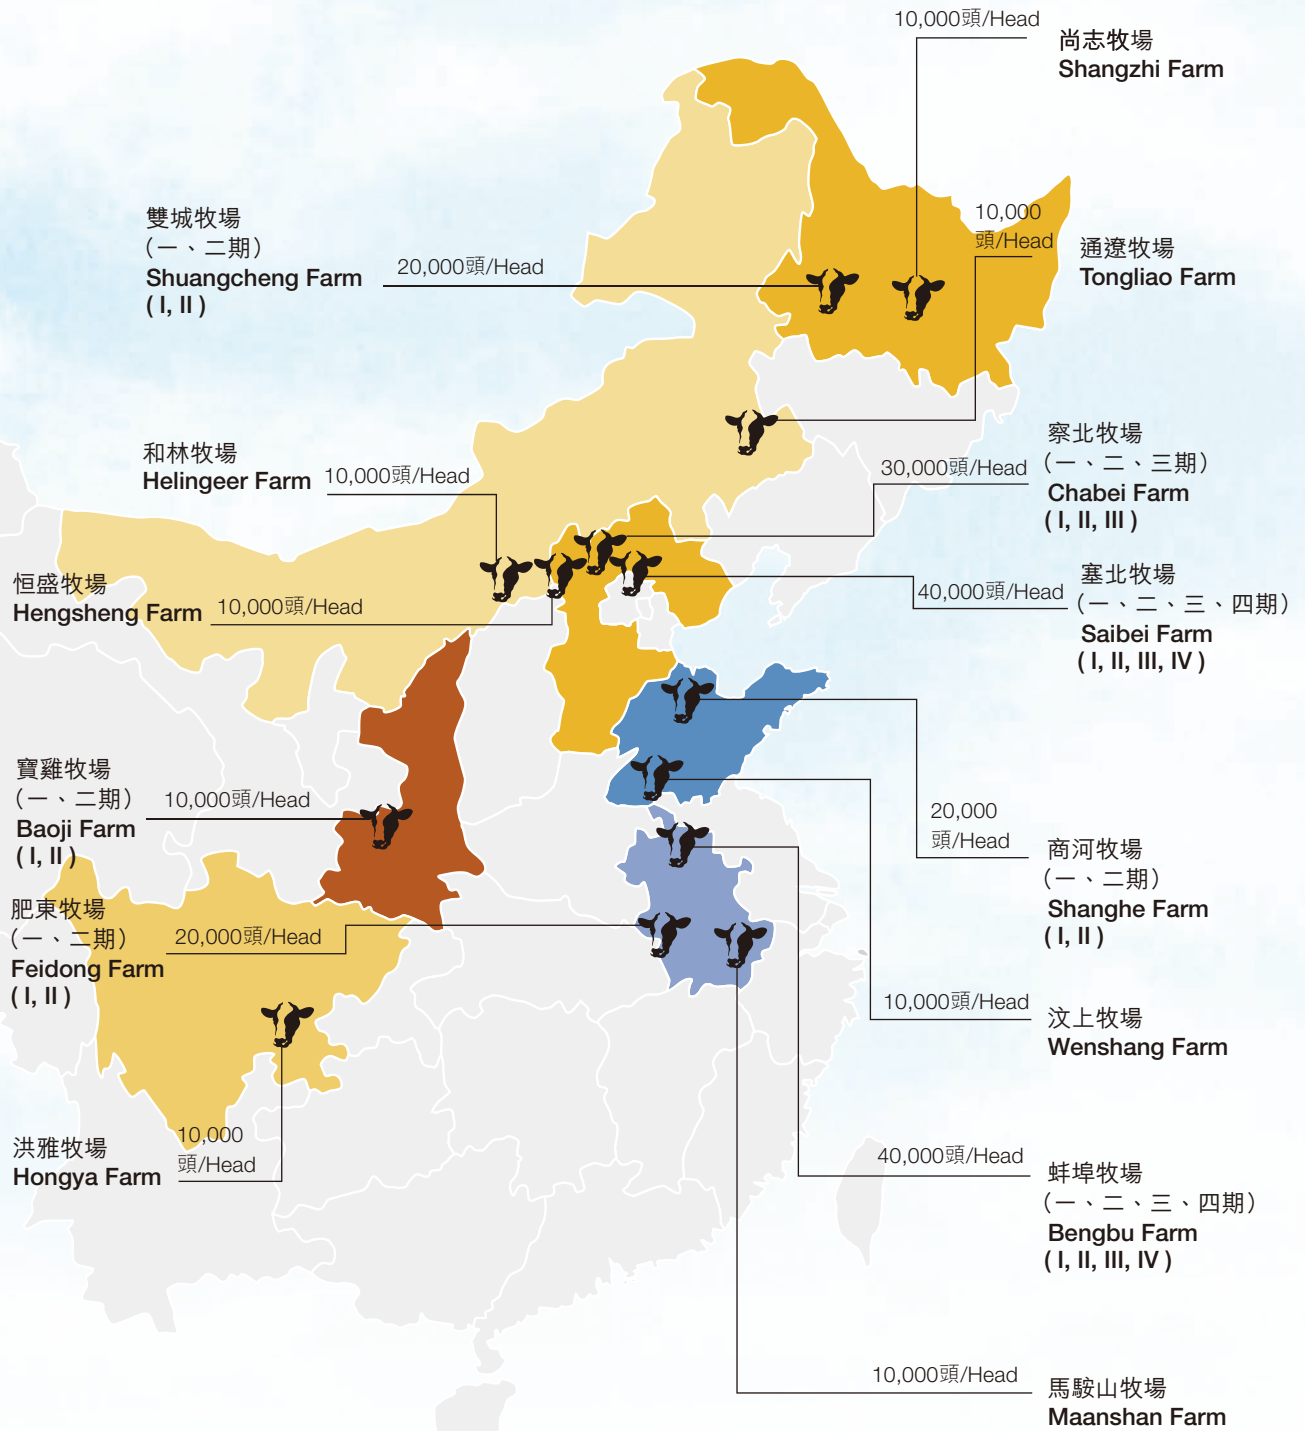 10,000頭/Head
尚志牧場
Shangzhi Farm
雙城牧場
（一、二期）
Shuangcheng Farm
( I, II )
20,000頭/Head
10,000
頭/Head
通遼牧場
Tongliao Farm
和林牧場
Helingeer Farm
10,000頭/Head
30,000頭/Head
察北牧場
（一、二、三期）
Chabei Farm
( I, II, III )
恒盛牧場
Hengsheng Farm
10,000頭/Head
40,000頭/Head
塞北牧場
（一、二、三、四期）
Saibei Farm
( I, II, III, IV )
寶雞牧場
（一、二期）
Baoji Farm
( I, II )
10,000頭/Head
20,000
頭/Head
商河牧場
（一、二期）
Shanghe Farm
( I, II )
肥東牧場
（一、二期）
Feidong Farm
( I, II )
20,000頭/Head
10,000頭/Head
汶上牧場
Wenshang Farm
洪雅牧場
Hongya Farm
10,000
頭/Head
40,000頭/Head
蚌埠牧場
（一、二、三、四期）
Bengbu Farm
( I, II, III, IV )
10,000頭/Head
馬鞍山牧場
Maanshan Farm